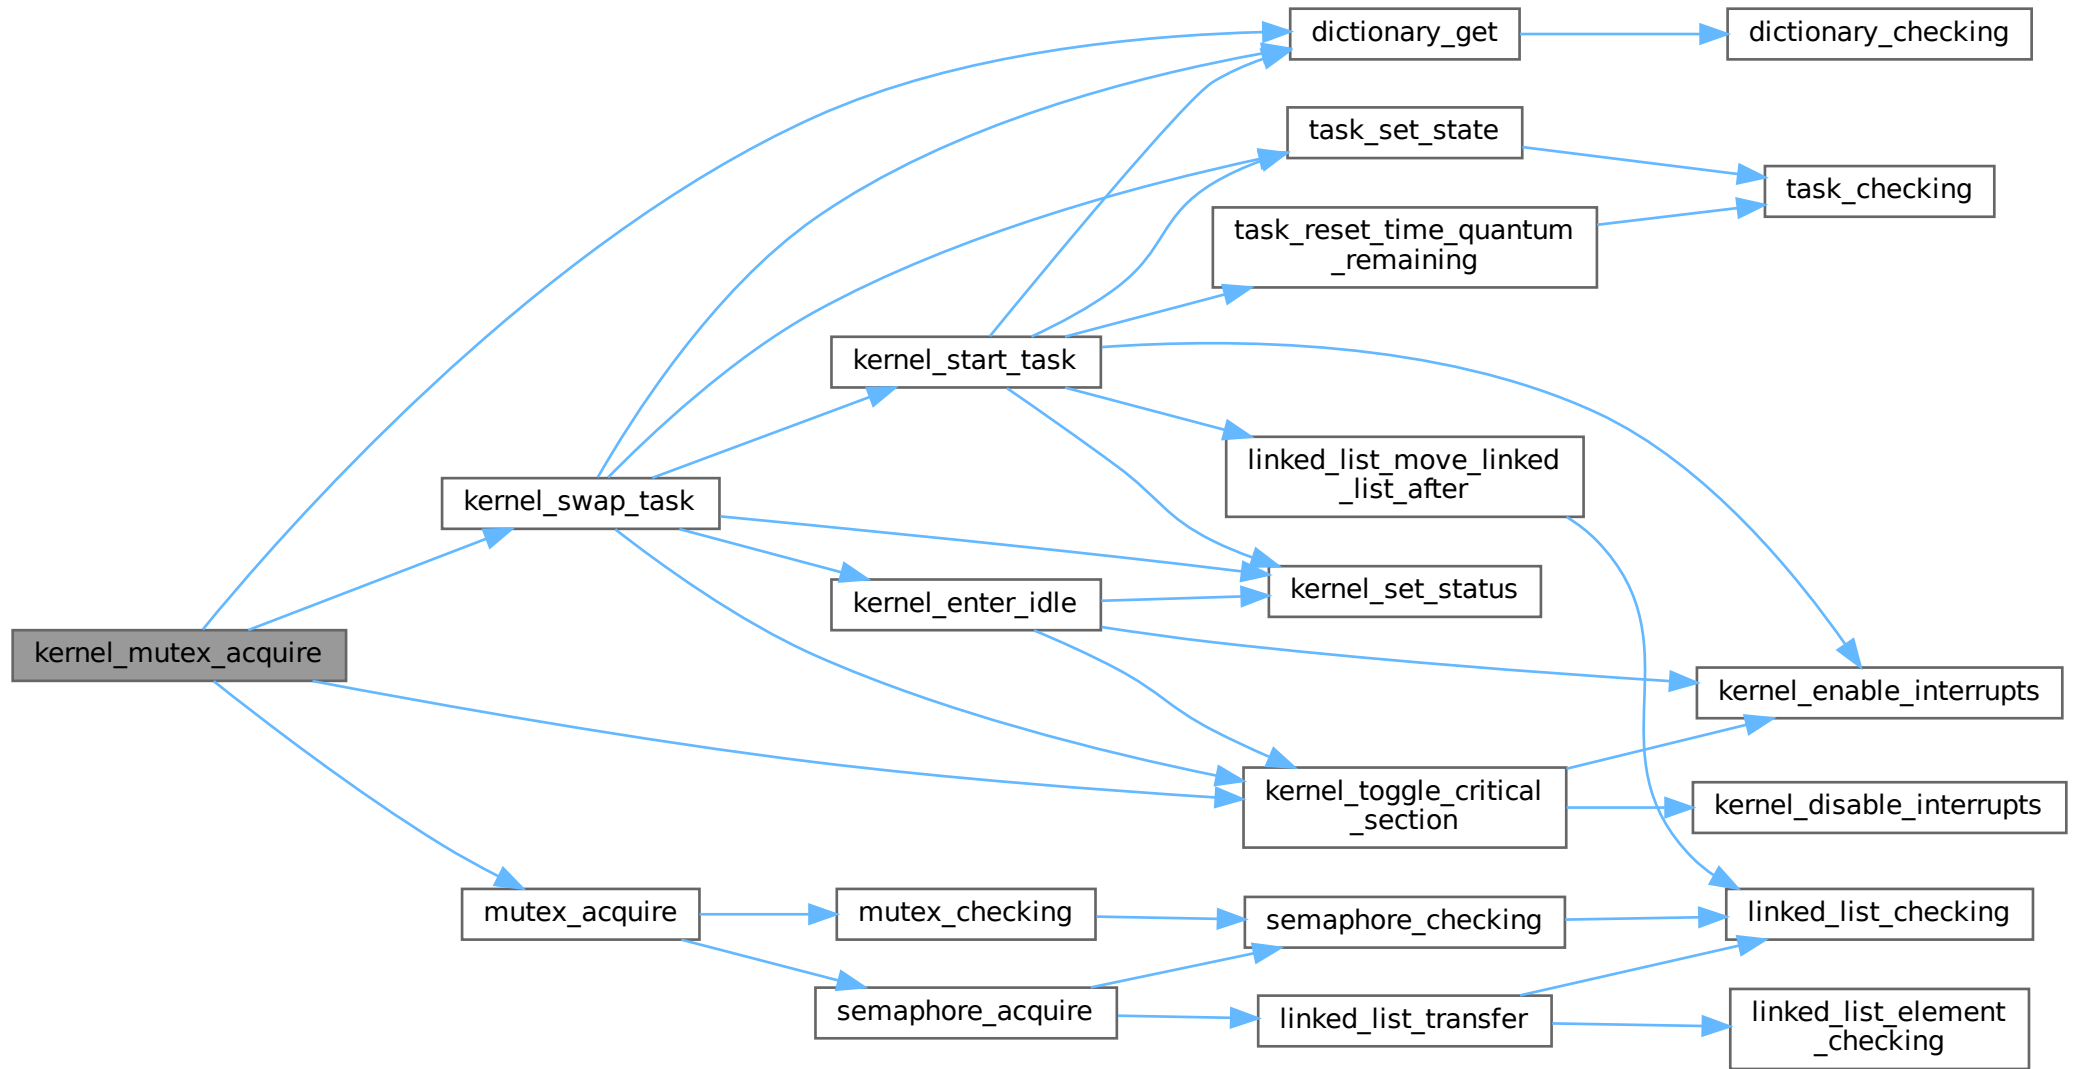 dictionary_get
dictionary_checking
task_set_state
task_checking
task_reset_time_quantum
_remaining
kernel_start_task
linked_list_move_linked
_list_after
kernel_swap_task
kernel_set_status
kernel_enter_idle
kernel_mutex_acquire
kernel_enable_interrupts
kernel_toggle_critical
_section
kernel_disable_interrupts
mutex_acquire
mutex_checking
semaphore_checking
linked_list_checking
semaphore_acquire
linked_list_transfer
linked_list_element
_checking